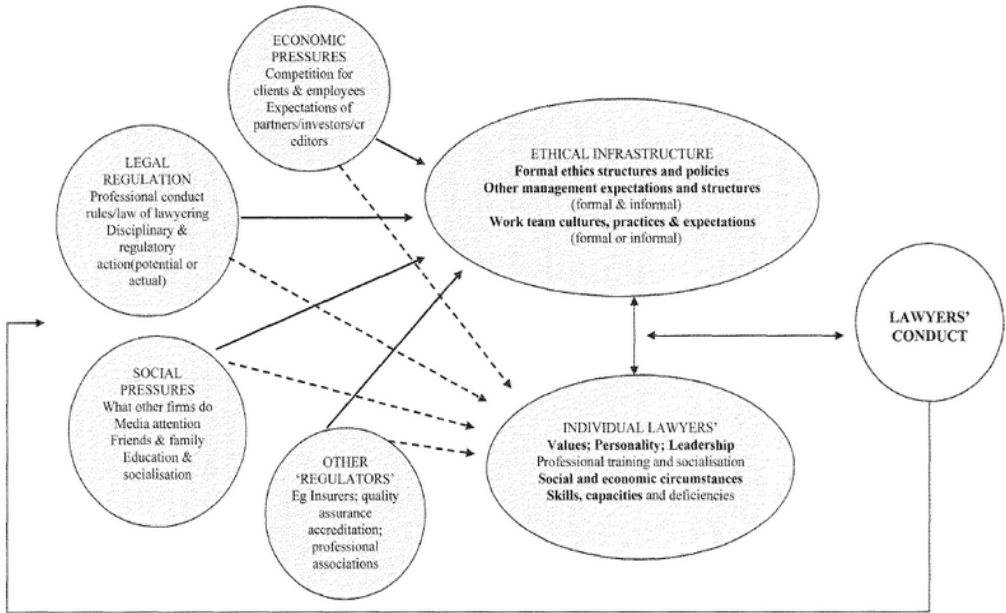 ECONOMIC
PRESSURES
Competition for
clients & employees
Expectations of
partners/investors/cr
editors
LEGAL
REGULATION
Professional conduct
rules/law of lawyering
Disciplinary &
regulatory
action(potential or
actual)
ETHICAL INFRASTRUCTURE
Formal ethics structures and policies
Other management expectations and structures
(formal & informal)
Work team cultures, practices & expectations
(formal or informal)
LAWYERS'
CONDUCT
SOCIAL
PRESSURES
What other firms do
Media attention
Friends & family
Education &
socialisation
OTHER
'REGULATORS'
Eg Insurers; quality
assurance
accreditation;
professional
associations
INDIVIDUAL LAWYERS'
Values; Personality; Leadership
Professional training and socialisation
Social and economic circumstances
Skills, capacities and deficiencies